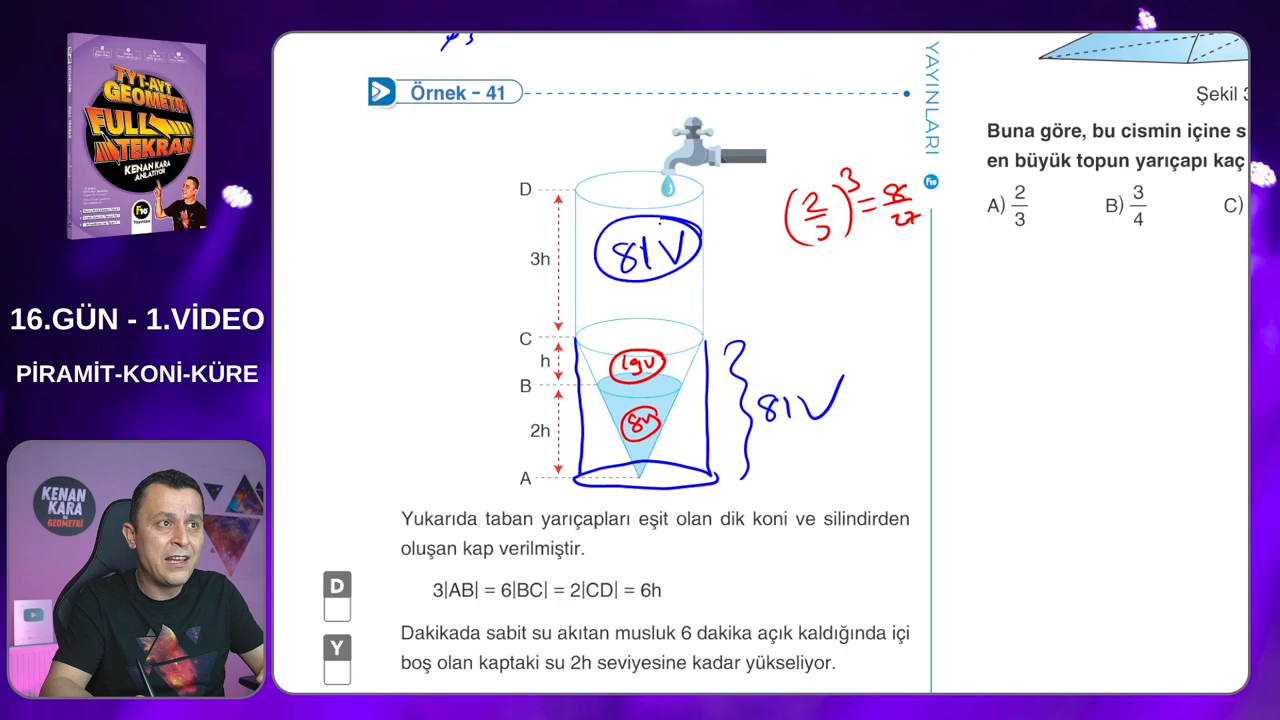 TYT-AYT
GEOMETRİ
FULL
TEKRAR
KENAN KARA
ANLATIYOR
F10
Yayınları
16.GÜN - 1.VİDEO
PİRAMİT-KONİ-KÜRE
KENAN
KARA
GEOMETRİ
Örnek - 41
D
3h
C
h
B
2h
A
81V
19V
8V
81V
(2/3)³ = 8/27
Yukarıda taban yarıçapları eşit olan dik koni ve silindirden
oluşan kap verilmiştir.
3|AB| = 6|BC| = 2|CD| = 6h
Dakikada sabit su akıtan musluk 6 dakika açık kaldığında içi
boş olan kaptaki su 2h seviyesine kadar yükseliyor.
D
Y
YAYINLARI
F10
Şekil 3
Buna göre, bu cismin içine s
en büyük topun yarıçapı kaç
A) 2/3
B) 3/4
C)